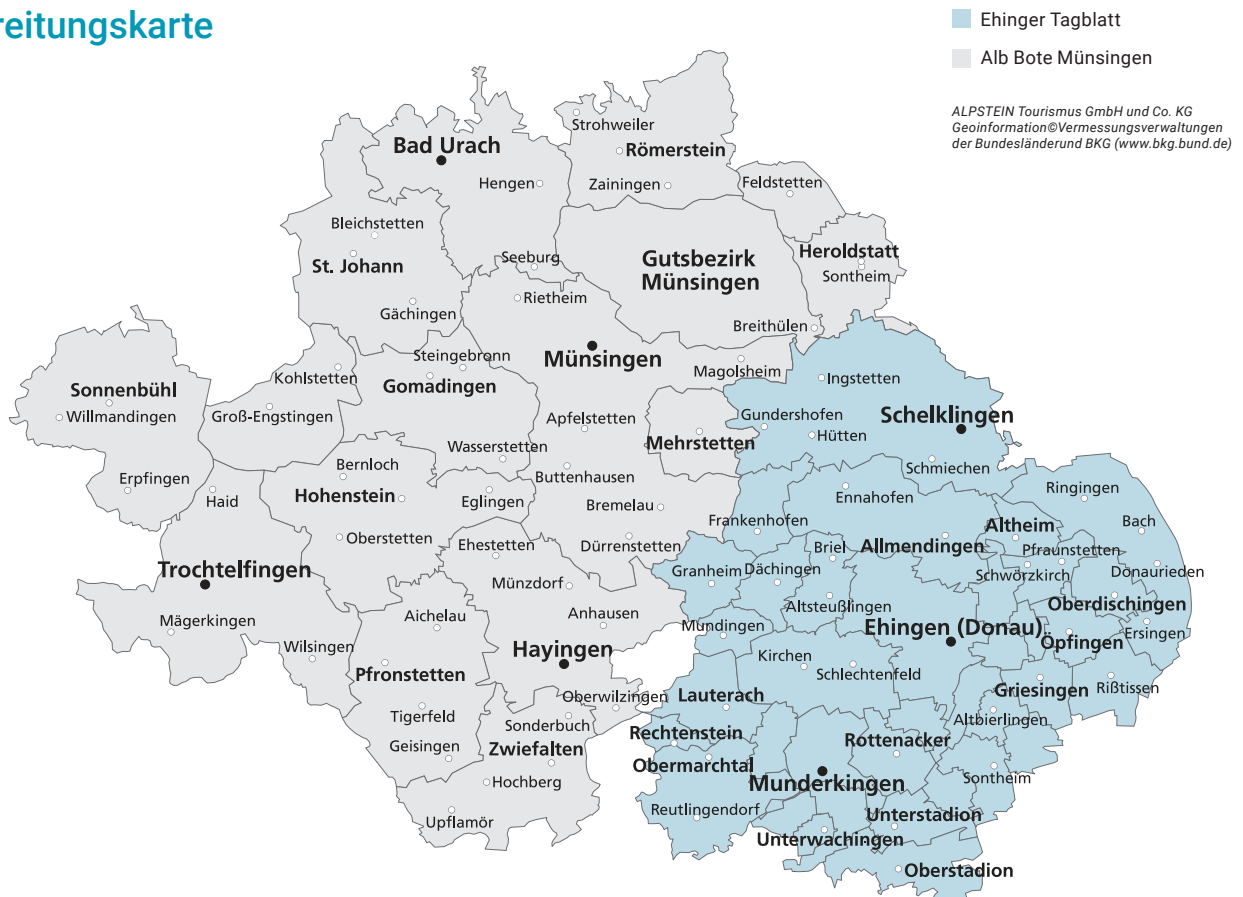 reitungskarte
Ehinger Tagblatt
Alb Bote Münsingen
ALPSTEIN Tourismus GmbH und Co. KG
Geoinformation©Vermessungsverwaltungen
der Bundesländerund BKG (www.bkg.bund.de)
Strohweiler
Bad Urach
Römerstein
Hengen
Zainingen
Feldstetten
Bleichstetten
St. Johann
Seeburg
Gutsbezirk
Münsingen
Heroldstatt
Sontheim
Rietheim
Gächingen
Breithülen
Steingebronn
Münsingen
Kohlstetten
Gomadingen
Magolsheim
Ingstetten
Sonnenbühl
Willmandingen
Groß-Engstingen
Apfelstetten
Gundershofen
Schelklingen
Hütten
Mehrstetten
Wasserstetten
Bernloch
Buttenhausen
Schmiechen
Erpfingen
Haid
Hohenstein
Eglingen
Bremelau
Ennahofen
Ringingen
Frankenhofen
Altheim
Bach
Oberstetten
Ehestetten
Dürrenstetten
Briel
Allmendingen
Pfraunstetten
Trochtelfingen
Münzdorf
Granheim
Dächingen
Schwörzkirch
Donaurieden
Mägerkingen
Aichelau
Anhausen
Altsteußlingen
Oberdischingen
Mundingen
Ehingen (Donau)
Ersingen
Öpfingen
Wilsingen
Hayingen
Kirchen
Pfronstetten
Schlechtenfeld
Oberwilzingen
Lauterach
Griesingen
Rißtissen
Tigerfeld
Sonderbuch
Altbierlingen
Geisingen
Zwiefalten
Rechtenstein
Rottenacker
Obermarchtal
Hochberg
Munderkingen
Sontheim
Reutlingendorf
Upflamör
Unterstadion
Unterwachingen
Oberstadion